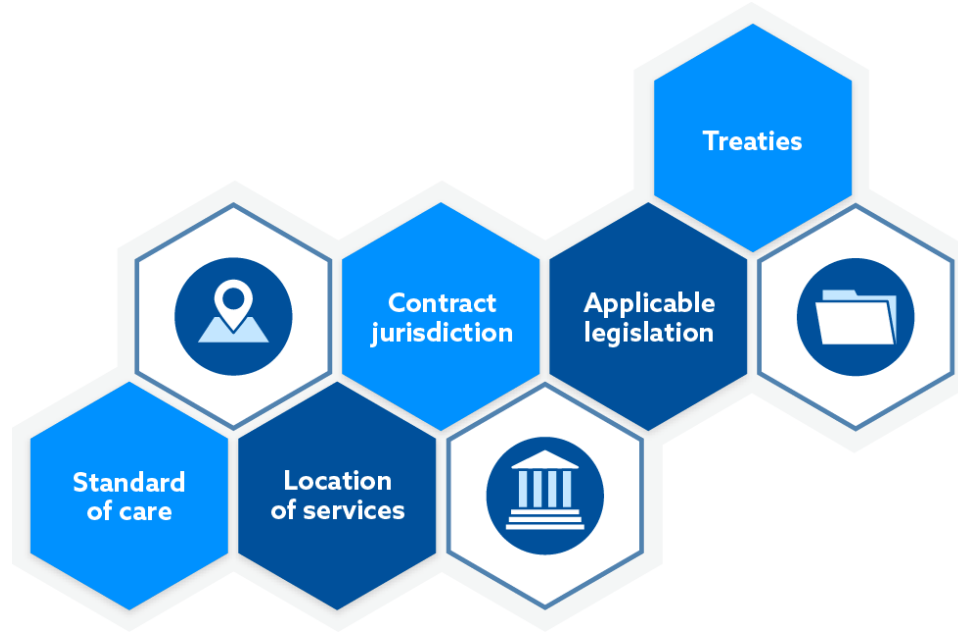 Treaties
Contract
jurisdiction
Applicable
legislation
Standard
of care
Location
of services